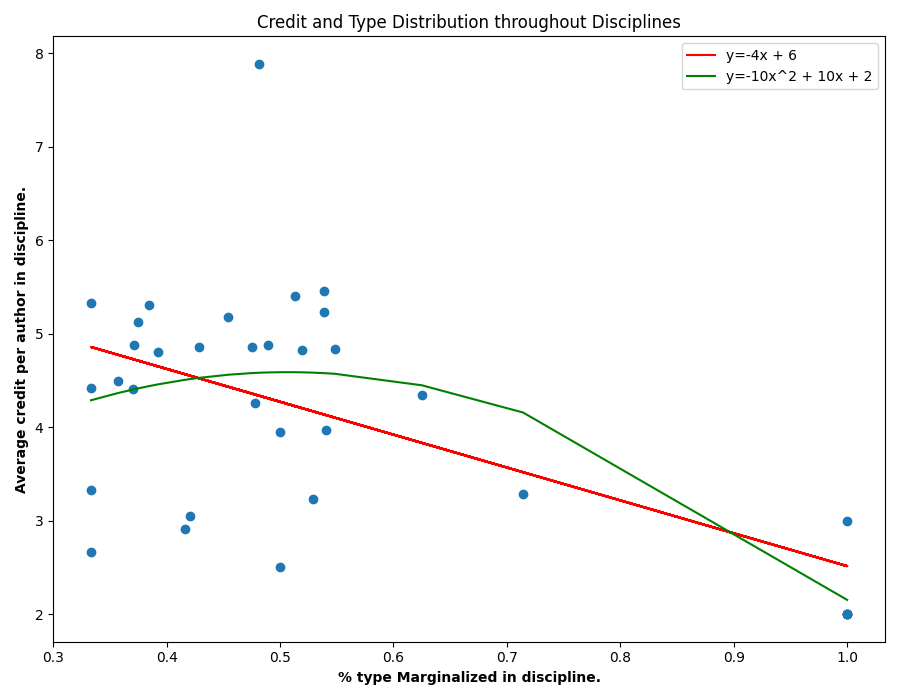 Credit and Type Distribution throughout Disciplines
y=-4x + 6
y=-10x^2 + 10x + 2
Average credit per author in discipline.
8
7
6
5
4
3
2
0.3 0.4 0.5 0.6 0.7 0.8 0.9 1.0
% type Marginalized in discipline.